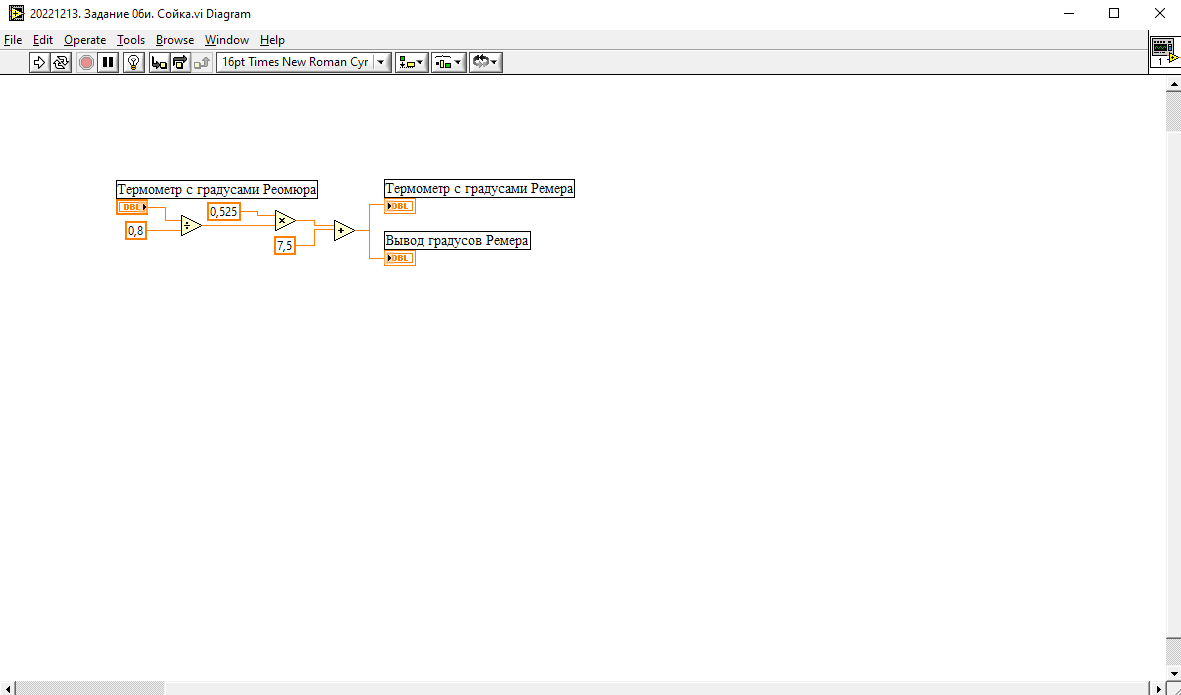 20221213. Задание 06и. Сойка.vi Diagram
File Edit Operate Tools Browse Window Help
16pt Times New Roman Cyr
1
Термометр с градусами Реомюра
DBL
0,8
÷
0,525
×
7,5
+
Термометр с градусами Ремера
DBL
Вывод градусов Ремера
DBL